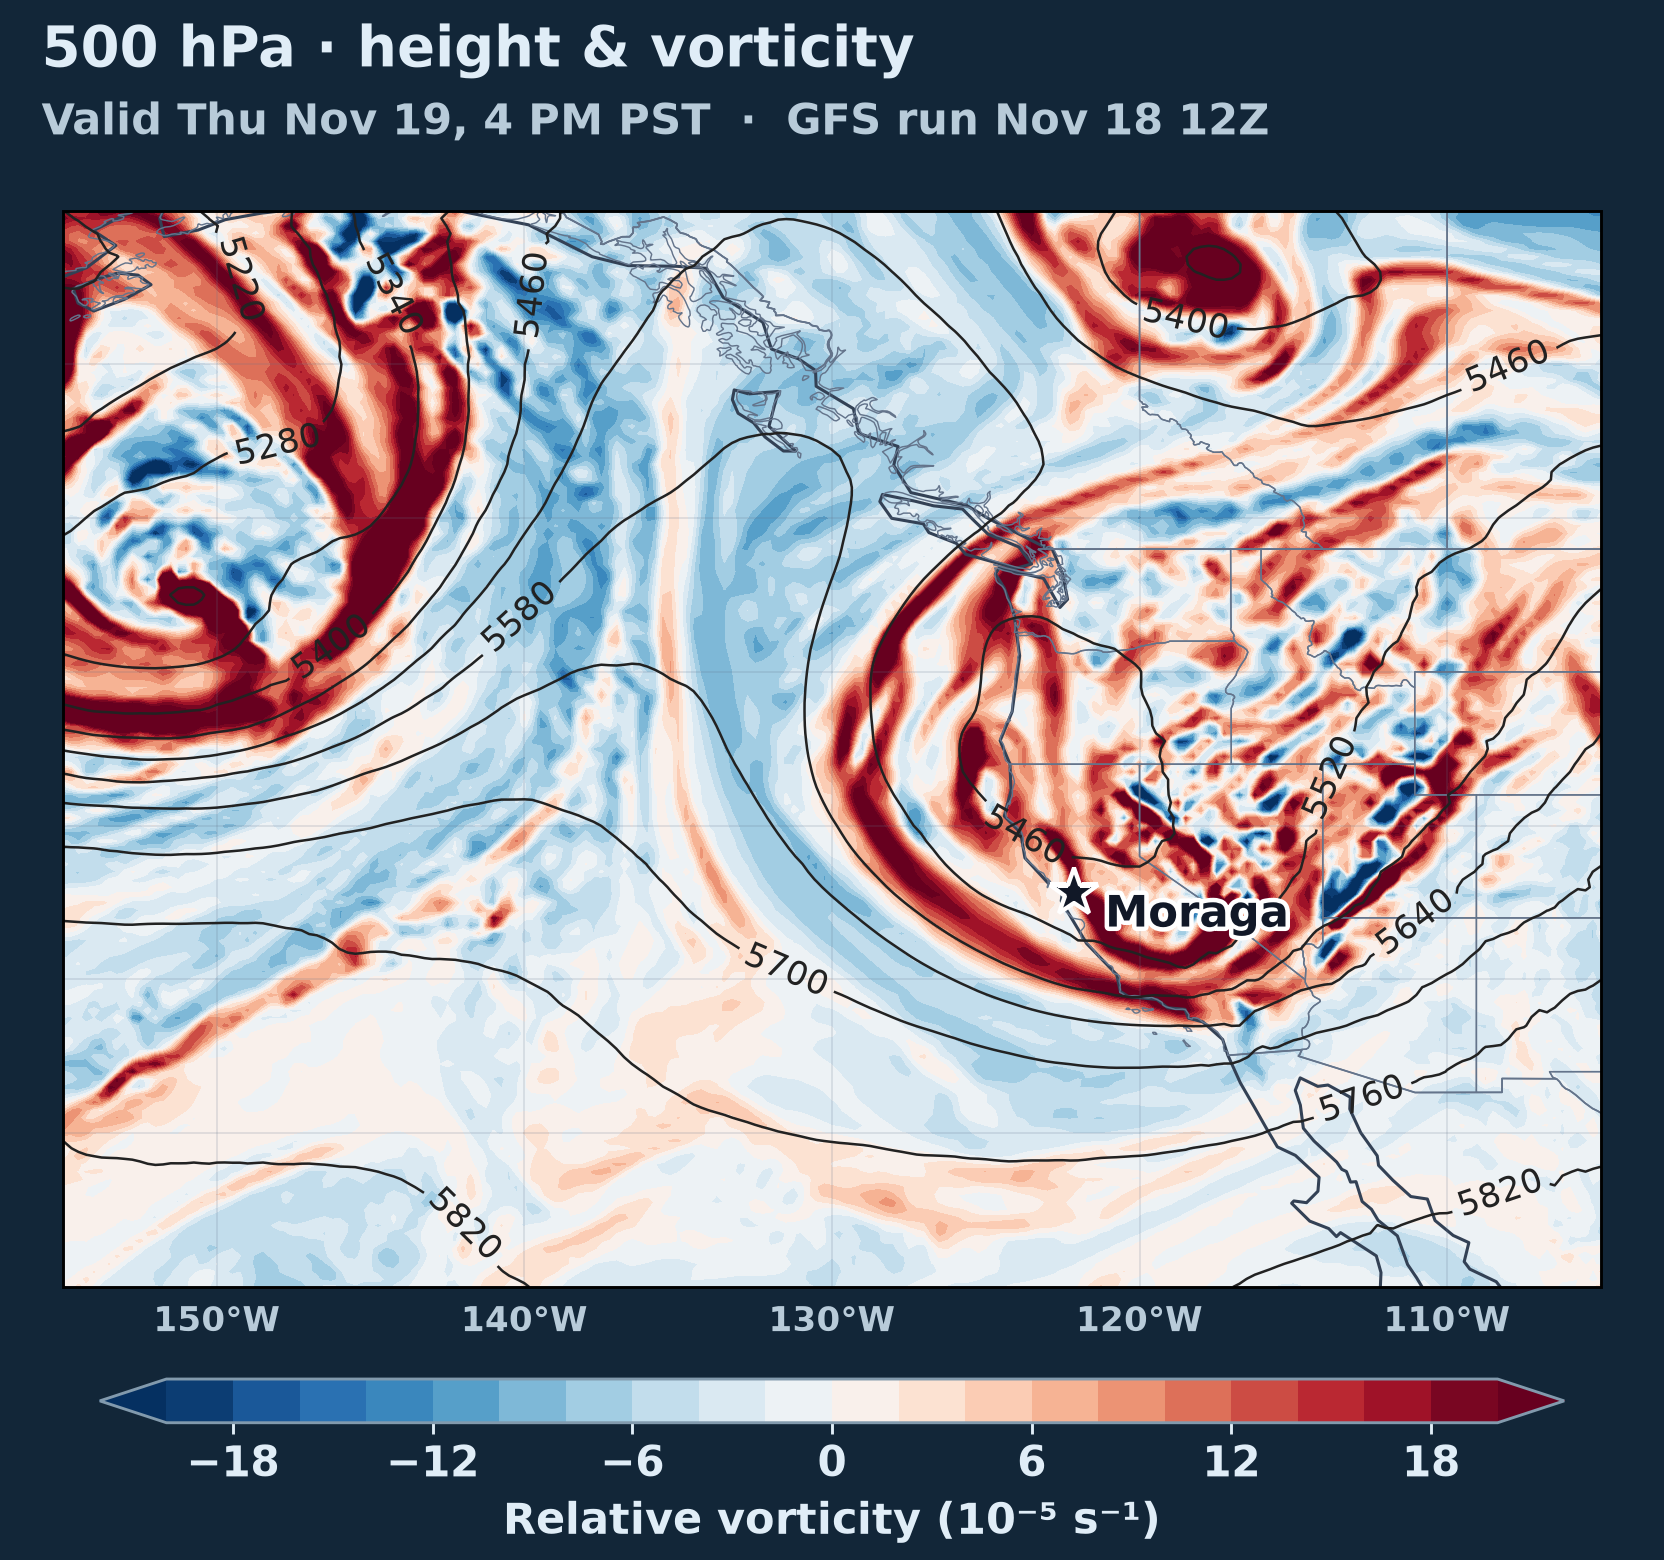 500 hPa · height & vorticity
Valid Thu Nov 19, 4 PM PST · GFS run Nov 18 12Z
5220
5340
5460
5400
5460
5280
5580
5400
5520
5460
Moraga
5640
5700
5760
5820
5820
150°W
140°W
130°W
120°W
110°W
−18
−12
−6
0
6
12
18
Relative vorticity (10⁻⁵ s⁻¹)